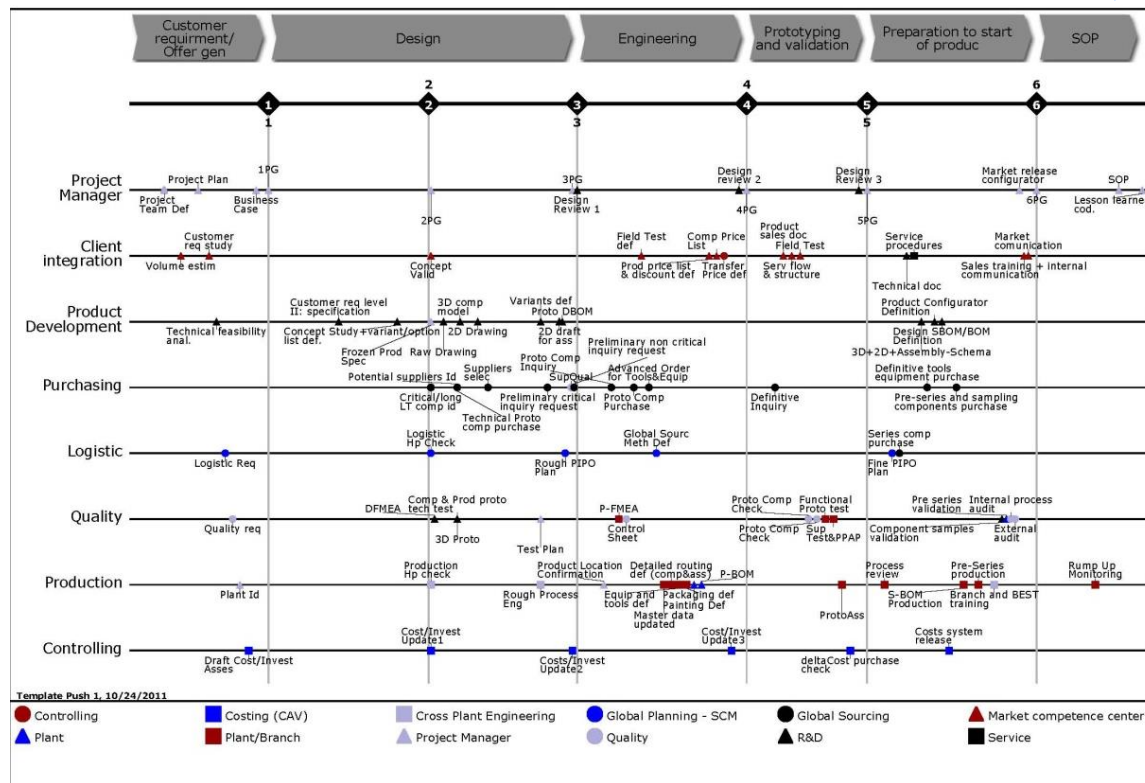 Customer
requirment/
Offer gen
Design
Engineering
Prototyping
and validation
Preparation to start
of produc
SOP
2
4
6
1
2
3
4
5
6
1
3
5
Project
Manager
Project Plan
Project
Team Def
1PG
Business
Case
2PG
3PG
Design
Review 1
Design
review 2
4PG
Design
Review 3
5PG
Market release
configurator
6PG
SOP
Lesson learned
cod.
Client
integration
Customer
req study
Volume estim
Concept
Valid
Field Test
def
Prod price list
& discount def
Comp Price
List
Transfer
Price def
Product
sales doc
Field Test
Serv flow
& structure
Service
procedures
Technical doc
Market
comunication
Sales training + internal
communication
Product
Development
Technical feasibility
anal.
Customer req level
II: specification
Concept Study+variant/option
list def.
Frozen Prod
Spec
3D comp
model
Raw Drawing
2D Drawing
Variants def
Proto DBOM
2D draft
for ass
Product Configurator
Definition
Design SBOM/BOM
Definition
3D+2D+Assembly-Schema
Purchasing
Potential suppliers Id
Critical/long
LT comp id
Suppliers
selec
Technical Proto
comp purchase
SupQual
Preliminary critical
inquiry request
Preliminary non critical
inquiry request
Proto Comp
Inquiry
Advanced Order
for Tools&Equip
Proto Comp
Purchase
Definitive
Inquiry
Definitive tools
equipment purchase
Pre-series and sampling
components purchase
Logistic
Logistic Req
Logistic
Hp Check
Rough PIPO
Plan
Global Sourc
Meth Def
Series comp
purchase
Fine PIPO
Plan
Quality
Quality req
DFMEA
Comp & Prod proto
tech test
3D Proto
Test Plan
P-FMEA
Control
Sheet
Proto Comp
Check
Proto Comp
Check
Functional
Proto test
Sup
Test&PPAP
Pre series
validation
Internal process
audit
Component samples
validation
External
audit
Production
Plant Id
Production
Hp check
Product Location
Confirmation
Rough Process
Eng
Equip and
tools def
Detailed routing
def (comp&ass)
Master data
updated
Packaging def
Painting Def
P-BOM
ProtoAss
Process
review
S-BOM
Production
Pre-Series
production
Branch and BEST
training
Rump Up
Monitoring
Controlling
Draft Cost/Invest
Asses
Cost/Invest
Update1
Costs/Invest
Update2
Cost/Invest
Update3
deltaCost purchase
check
Costs system
release
Template Push 1, 10/24/2011
Controlling
Costing (CAV)
Cross Plant Engineering
Global Planning - SCM
Global Sourcing
Market competence center
Plant
Plant/Branch
Project Manager
Quality
R&D
Service